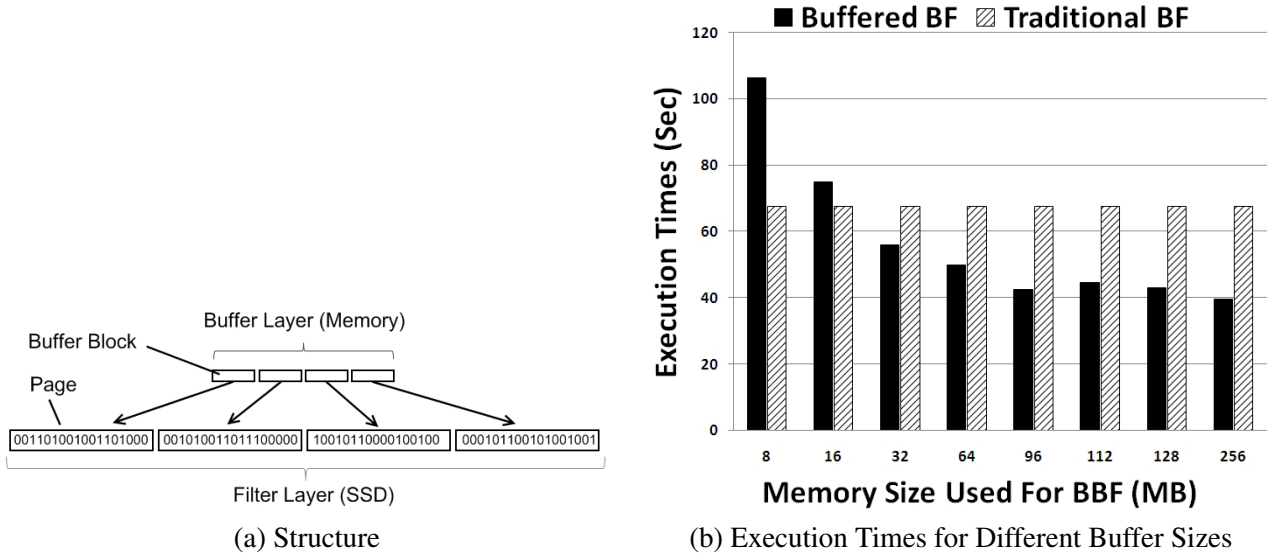 Buffer Layer (Memory)
Buffer Block
Page
001101001001101000
001010011011100000
100101100000100100
000101100101001001
Filter Layer (SSD)
(a) Structure
Buffered BF
Traditional BF
Execution Times (Sec)
120
100
80
60
40
20
0
8 16 32 64 96 112 128 256
Memory Size Used For BBF (MB)
(b) Execution Times for Different Buffer Sizes